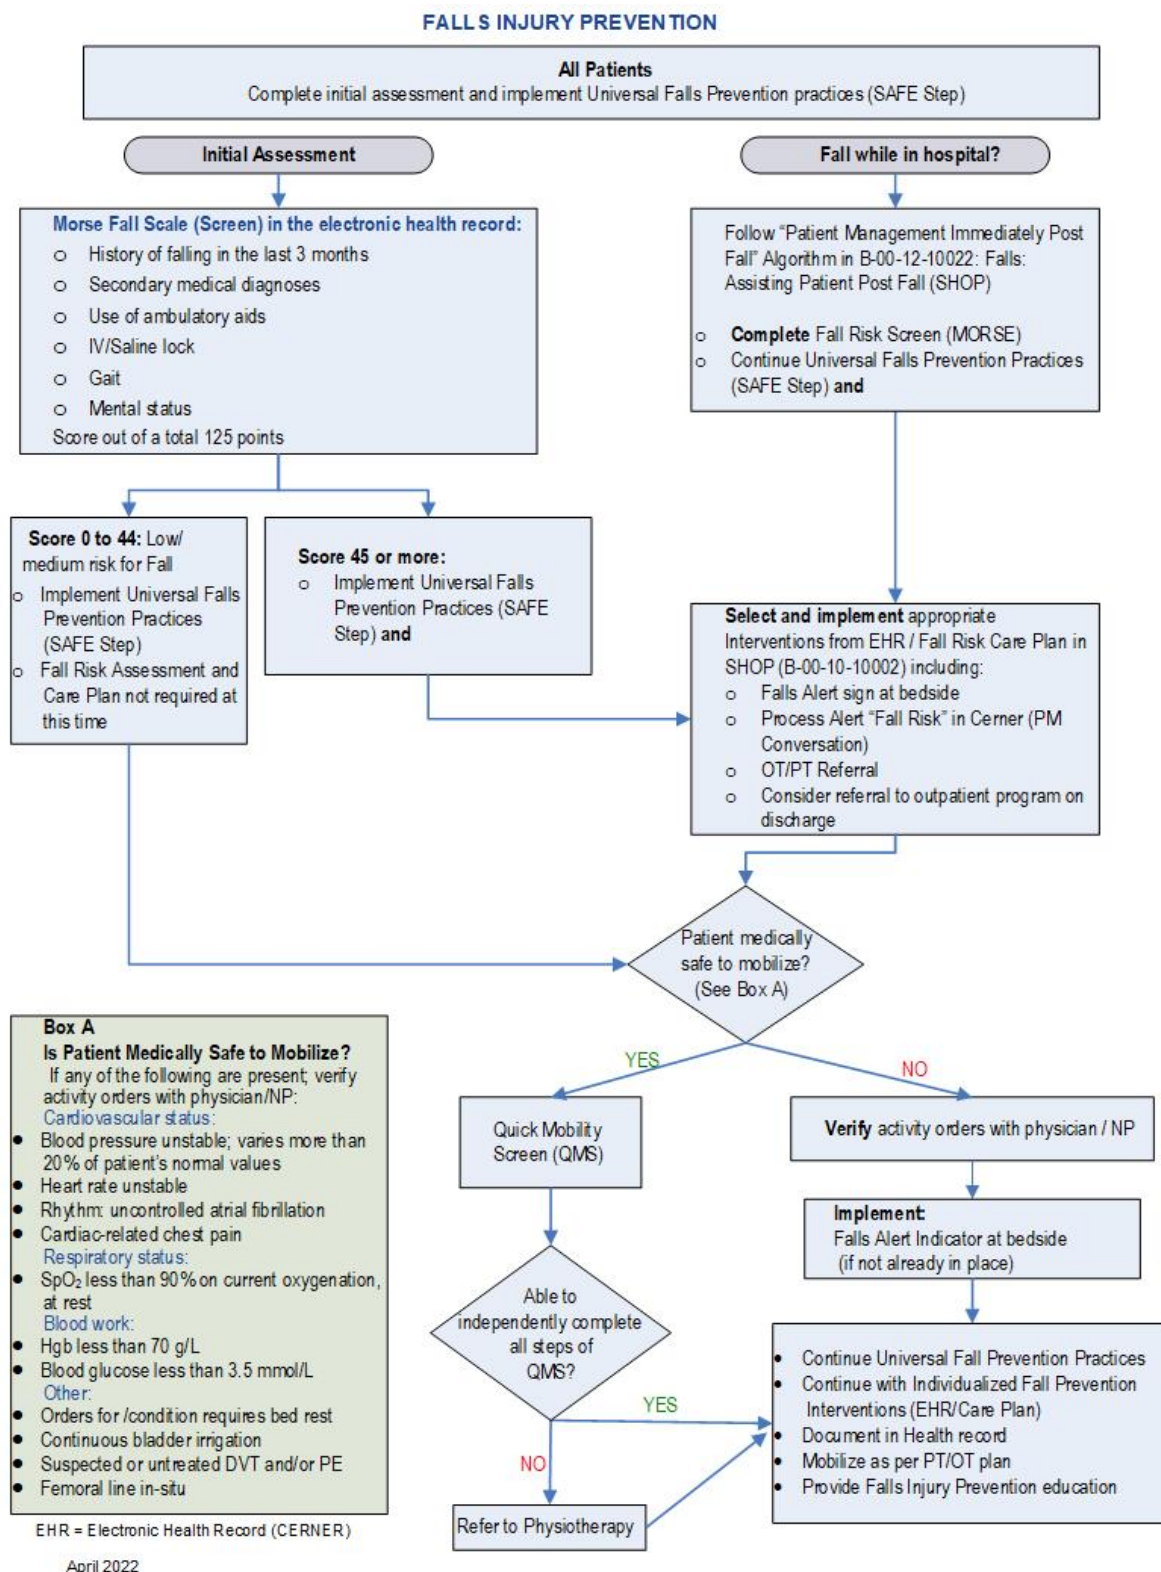 FALLS INJURY PREVENTION
All Patients
Complete initial assessment and implement Universal Falls Prevention practices (SAFE Step)
Initial Assessment
Morse Fall Scale (Screen) in the electronic health record:
o History of falling in the last 3 months
o Secondary medical diagnoses
o Use of ambulatory aids
o IV/Saline lock
o Gait
o Mental status
Score out of a total 125 points
Fall while in hospital?
Follow “Patient Management Immediately Post
Fall” Algorithm in B-00-12-10022: Falls:
Assisting Patient Post Fall (SHOP)
o Complete Fall Risk Screen (MORSE)
o Continue Universal Falls Prevention Practices
(SAFE Step) and
Score 0 to 44: Low/
medium risk for Fall
o Implement Universal Falls
Prevention Practices
(SAFE Step)
o Fall Risk Assessment and
Care Plan not required at
this time
Score 45 or more:
o Implement Universal Falls
Prevention Practices (SAFE
Step) and
Select and implement appropriate
Interventions from EHR / Fall Risk Care Plan in
SHOP (B-00-10-10002) including:
o Falls Alert sign at bedside
o Process Alert “Fall Risk” in Cerner (PM
Conversation)
o OT/PT Referral
o Consider referral to outpatient program on
discharge
Patient medically
safe to mobilize?
(See Box A)
YES
NO
Quick Mobility
Screen (QMS)
Verify activity orders with physician / NP
Implement:
Falls Alert Indicator at bedside
(if not already in place)
Able to
independently complete
all steps of
QMS?
YES
NO
Refer to Physiotherapy
• Continue Universal Fall Prevention Practices
• Continue with Individualized Fall Prevention
Interventions (EHR/Care Plan)
• Document in Health record
• Mobilize as per PT/OT plan
• Provide Falls Injury Prevention education
Box A
Is Patient Medically Safe to Mobilize?
If any of the following are present; verify
activity orders with physician/NP:
Cardiovascular status:
• Blood pressure unstable; varies more than
20% of patient's normal values
• Heart rate unstable
• Rhythm: uncontrolled atrial fibrillation
• Cardiac-related chest pain
Respiratory status:
• SpO₂ less than 90% on current oxygenation,
at rest
Blood work:
• Hgb less than 70 g/L
• Blood glucose less than 3.5 mmol/L
Other:
• Orders for /condition requires bed rest
• Continuous bladder irrigation
• Suspected or untreated DVT and/or PE
• Femoral line in-situ
EHR = Electronic Health Record (CERNER)
April 2022